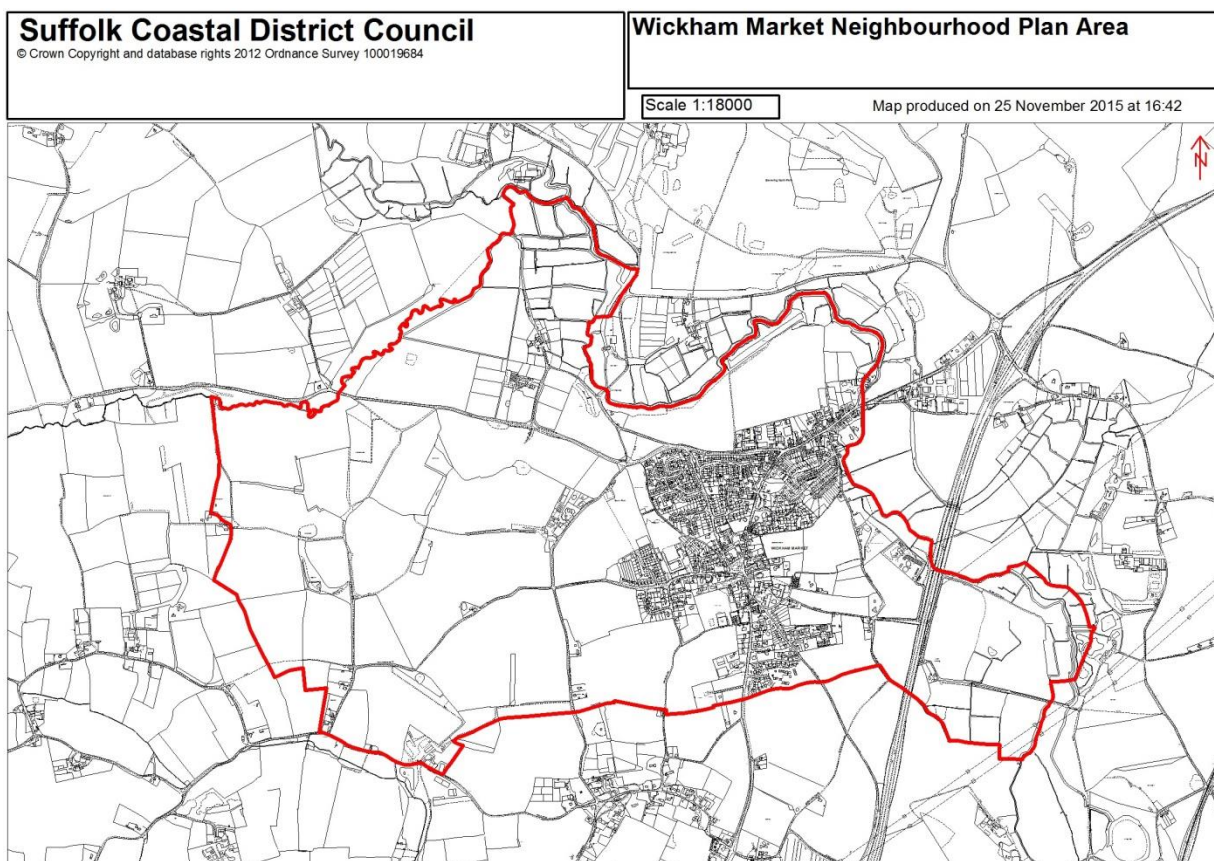 Suffolk Coastal District Council
© Crown Copyright and database rights 2012 Ordnance Survey 100019684
Wickham Market Neighbourhood Plan Area
Scale 1:18000
Map produced on 25 November 2015 at 16:42
N
WICKHAM MARKET